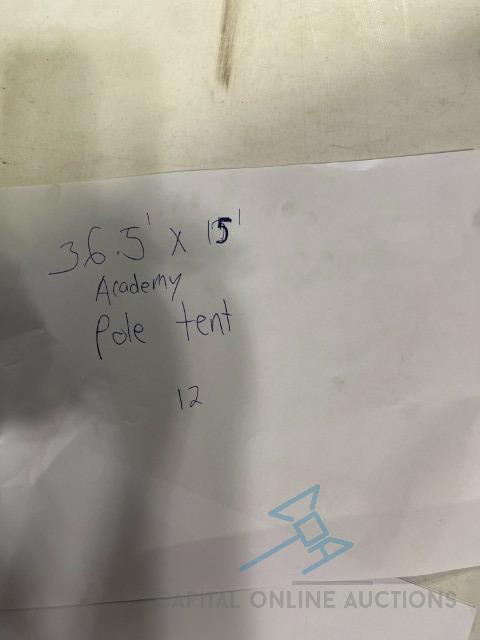 36.5' x 15'
Academy
Pole tent
12
CAPITAL ONLINE AUCTIONS